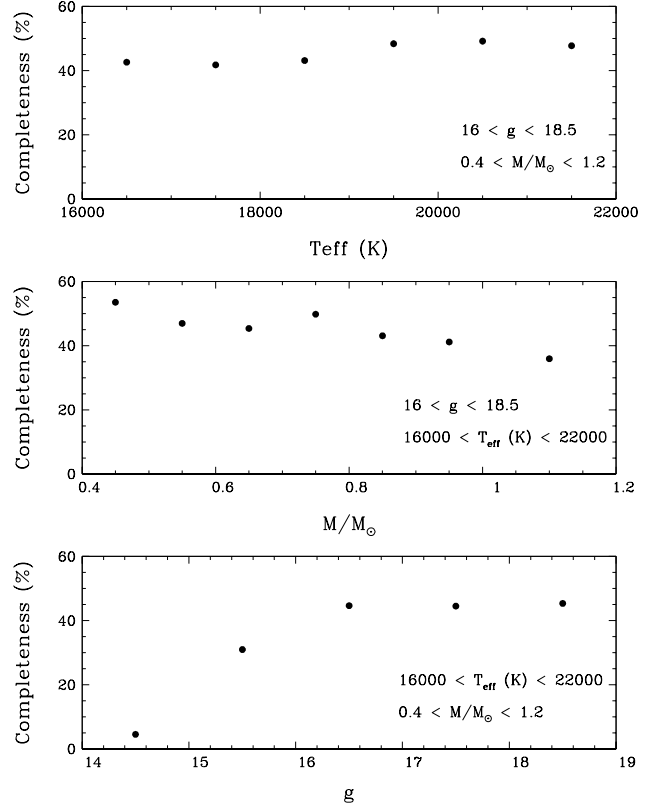 Completeness (%)
60
40
20
0
16 < g < 18.5
0.4 < M/M⊙ < 1.2
16000 18000 20000 22000
Teff (K)
Completeness (%)
60
40
20
0
16 < g < 18.5
16000 < Teff (K) < 22000
0.4 0.6 0.8 1 1.2
M/M⊙
Completeness (%)
60
40
20
0
16000 < Teff (K) < 22000
0.4 < M/M⊙ < 1.2
14 15 16 17 18 19
g